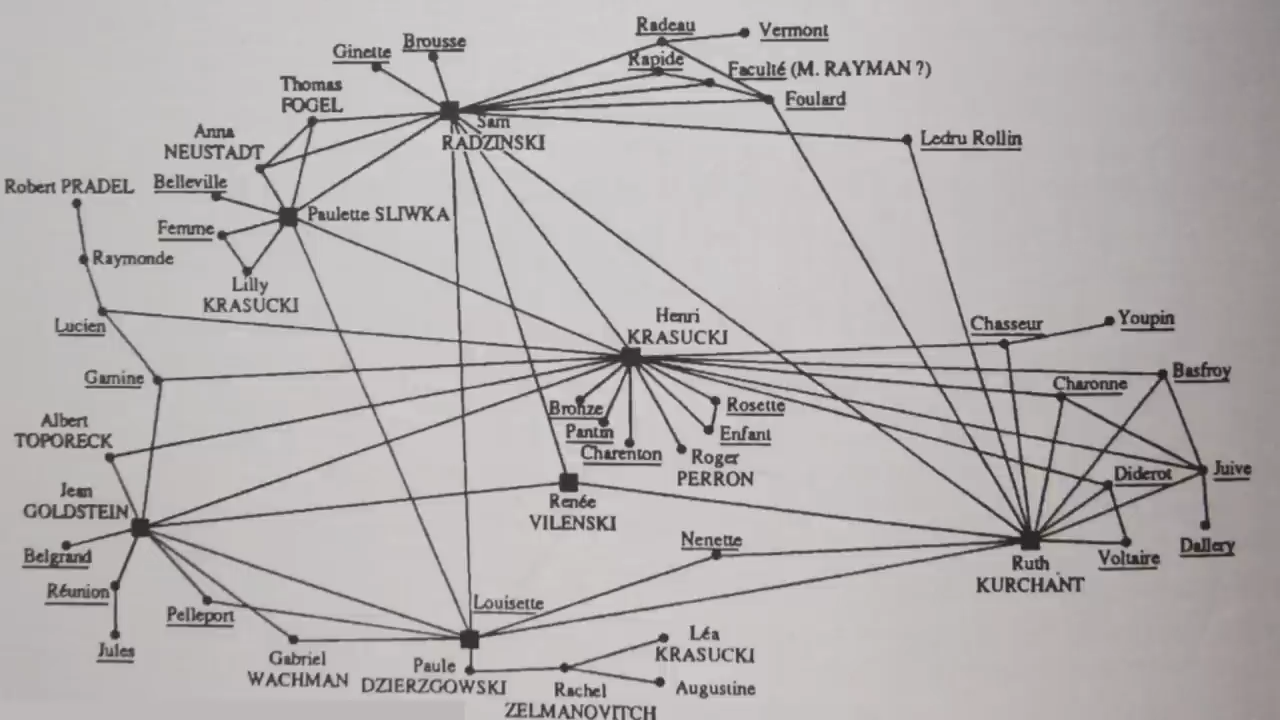 Radeau
Vermont
Brousse
Ginette
Rapide
Faculté (M. RAYMAN ?)
Thomas
FOGEL
Foulard
Sam
RADZINSKI
Anna
NEUSTADT
Ledru Rollin
Robert PRADEL
Belleville
Paulette SLIWKA
Femme
Raymonde
Lilly
KRASUCKI
Lucien
Henri
KRASUCKI
Chasseur
Youpin
Gamine
Basfroy
Charonne
Bronze
Rosette
Albert
TOPORECK
Pantin
Enfant
Charenton
Roger
PERRON
Diderot
Juive
Jean
GOLDSTEIN
Renée
VILENSKI
Nenette
Dallery
Belgrand
Voltaire
Ruth
KURCHANT
Réunion
Pelleport
Louisette
Jules
Gabriel
WACHMAN
Paule
DZIERZGOWSKI
Léa
KRASUCKI
Rachel
ZELMANOVITCH
Augustine